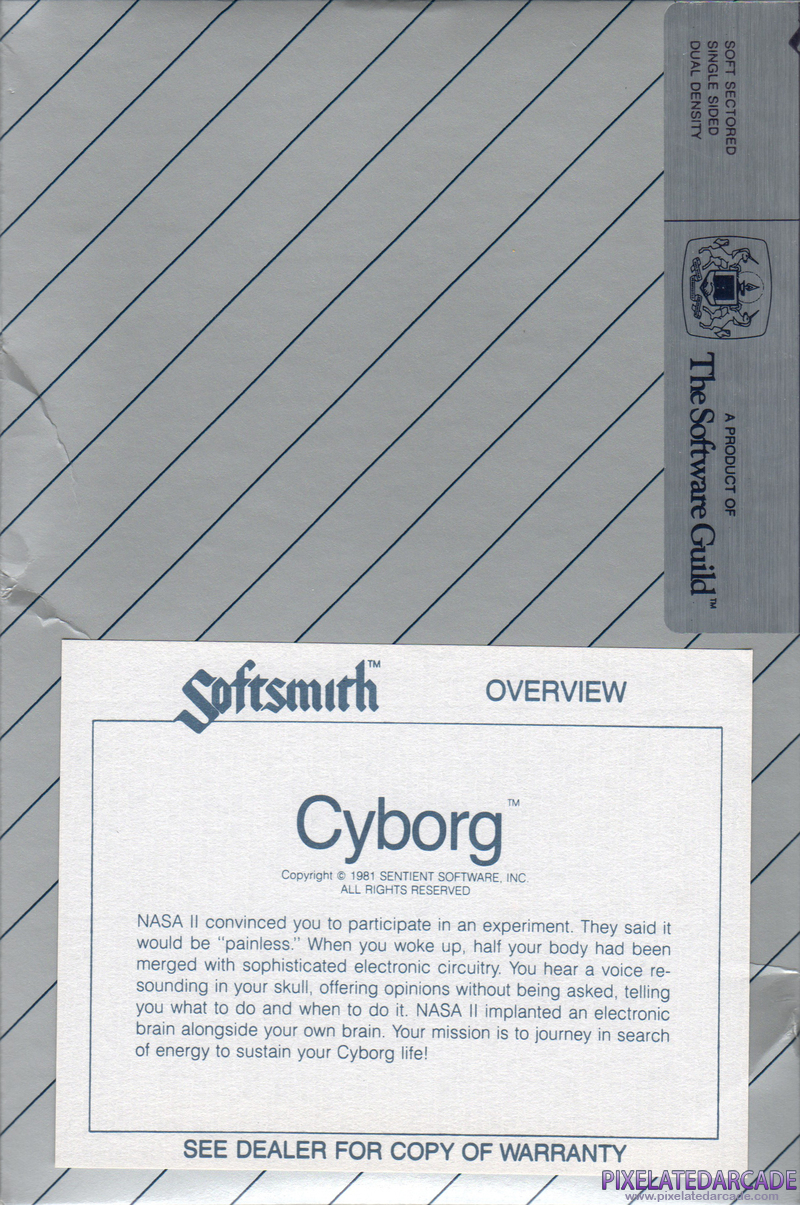 SOFT SECTORED
SINGLE SIDED
DUAL DENSITY
A PRODUCT OF
The Software Guild™
Softsmith™
OVERVIEW
Cyborg™
Copyright © 1981 SENTIENT SOFTWARE, INC.
ALL RIGHTS RESERVED
NASA II convinced you to participate in an experiment. They said it
would be "painless." When you woke up, half your body had been
merged with sophisticated electronic circuitry. You hear a voice re-
sounding in your skull, offering opinions without being asked, telling
you what to do and when to do it. NASA II implanted an electronic
brain alongside your own brain. Your mission is to journey in search
of energy to sustain your Cyborg life!
SEE DEALER FOR COPY OF WARRANTY
PIXELATEDARCADE
www.pixelatedarcade.com